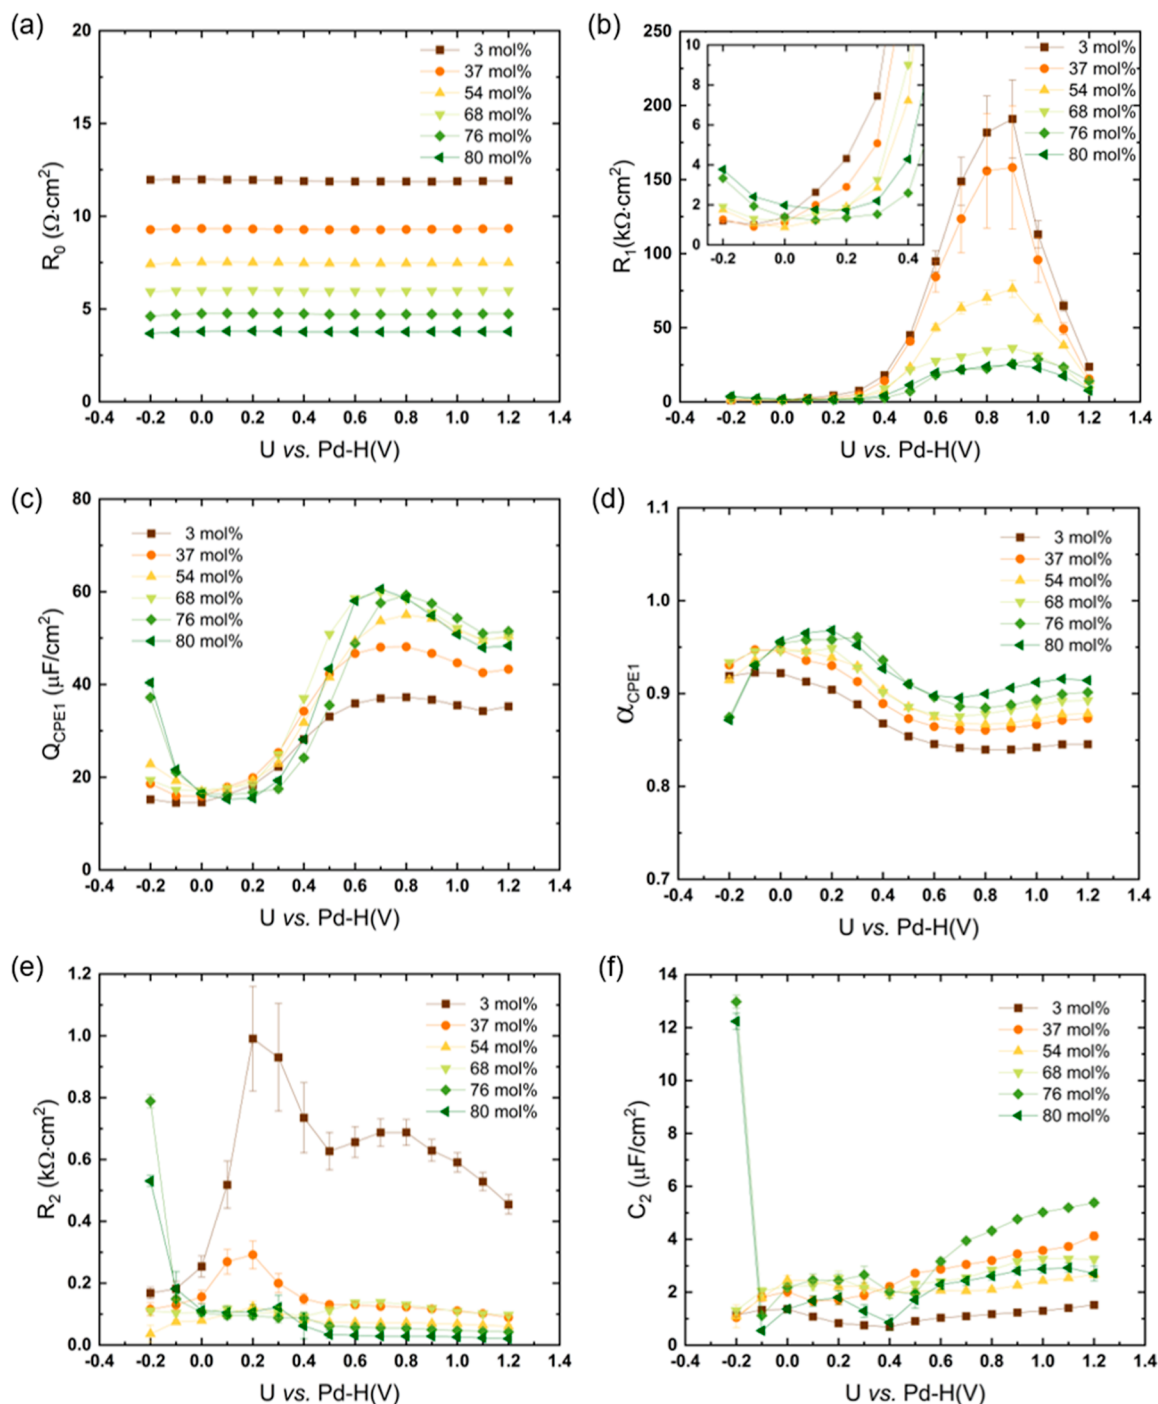 (a)
20
15
10
5
0
R0 (Ω·cm2)
3 mol%
37 mol%
54 mol%
68 mol%
76 mol%
80 mol%
-0.4 -0.2 0.0 0.2 0.4 0.6 0.8 1.0 1.2 1.4
U vs. Pd-H(V)
(b)
250
200
150
100
50
0
R1(kΩ·cm2)
10
8
6
4
2
0
-0.2 0.0 0.2 0.4
3 mol%
37 mol%
54 mol%
68 mol%
76 mol%
80 mol%
-0.4 -0.2 0.0 0.2 0.4 0.6 0.8 1.0 1.2 1.4
U vs. Pd-H(V)
(c)
80
60
40
20
0
QCPE1 (μF/cm2)
3 mol%
37 mol%
54 mol%
68 mol%
76 mol%
80 mol%
-0.4 -0.2 0.0 0.2 0.4 0.6 0.8 1.0 1.2 1.4
U vs. Pd-H(V)
(d)
1.1
1.0
0.9
0.8
0.7
αCPE1
3 mol%
37 mol%
54 mol%
68 mol%
76 mol%
80 mol%
-0.4 -0.2 0.0 0.2 0.4 0.6 0.8 1.0 1.2 1.4
U vs. Pd-H(V)
(e)
1.2
1.0
0.8
0.6
0.4
0.2
0.0
R2 (kΩ·cm2)
3 mol%
37 mol%
54 mol%
68 mol%
76 mol%
80 mol%
-0.4 -0.2 0.0 0.2 0.4 0.6 0.8 1.0 1.2 1.4
U vs. Pd-H(V)
(f)
14
12
10
8
6
4
2
0
C2 (μF/cm2)
3 mol%
37 mol%
54 mol%
68 mol%
76 mol%
80 mol%
-0.4 -0.2 0.0 0.2 0.4 0.6 0.8 1.0 1.2 1.4
U vs. Pd-H(V)